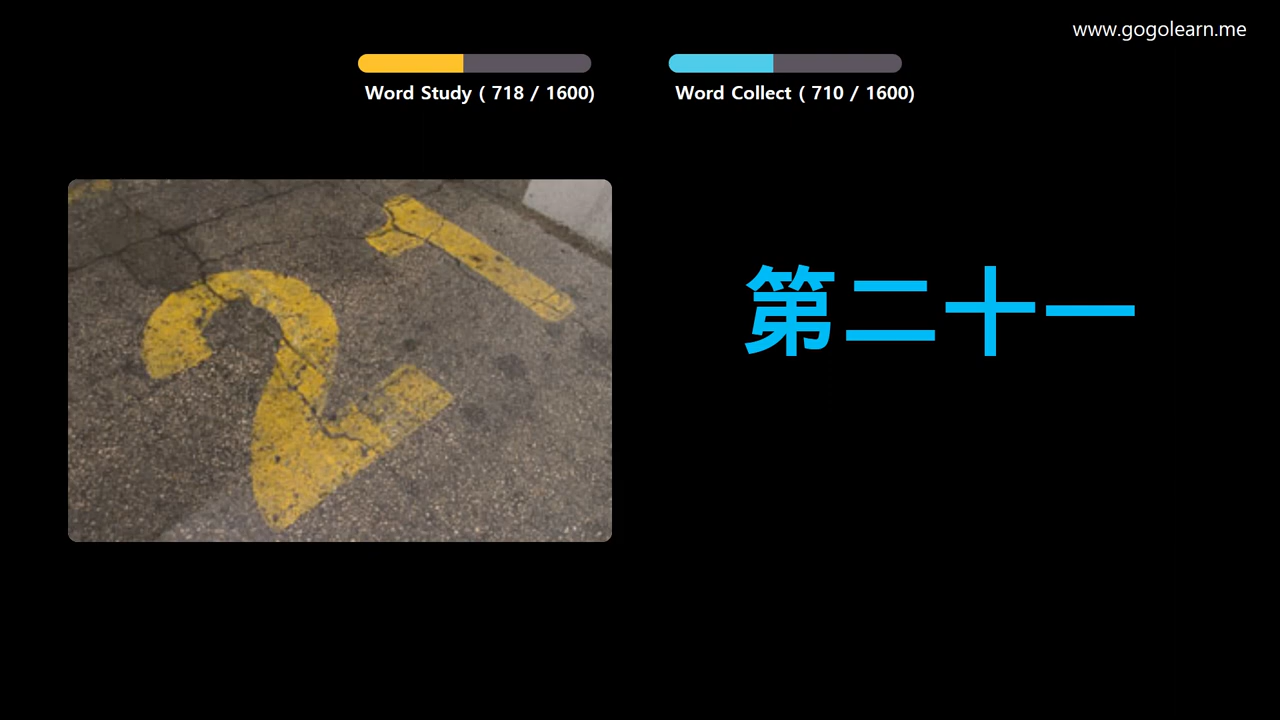 www.gogolearn.me
Word Study ( 718 / 1600)
Word Collect ( 710 / 1600)
21
第二十一